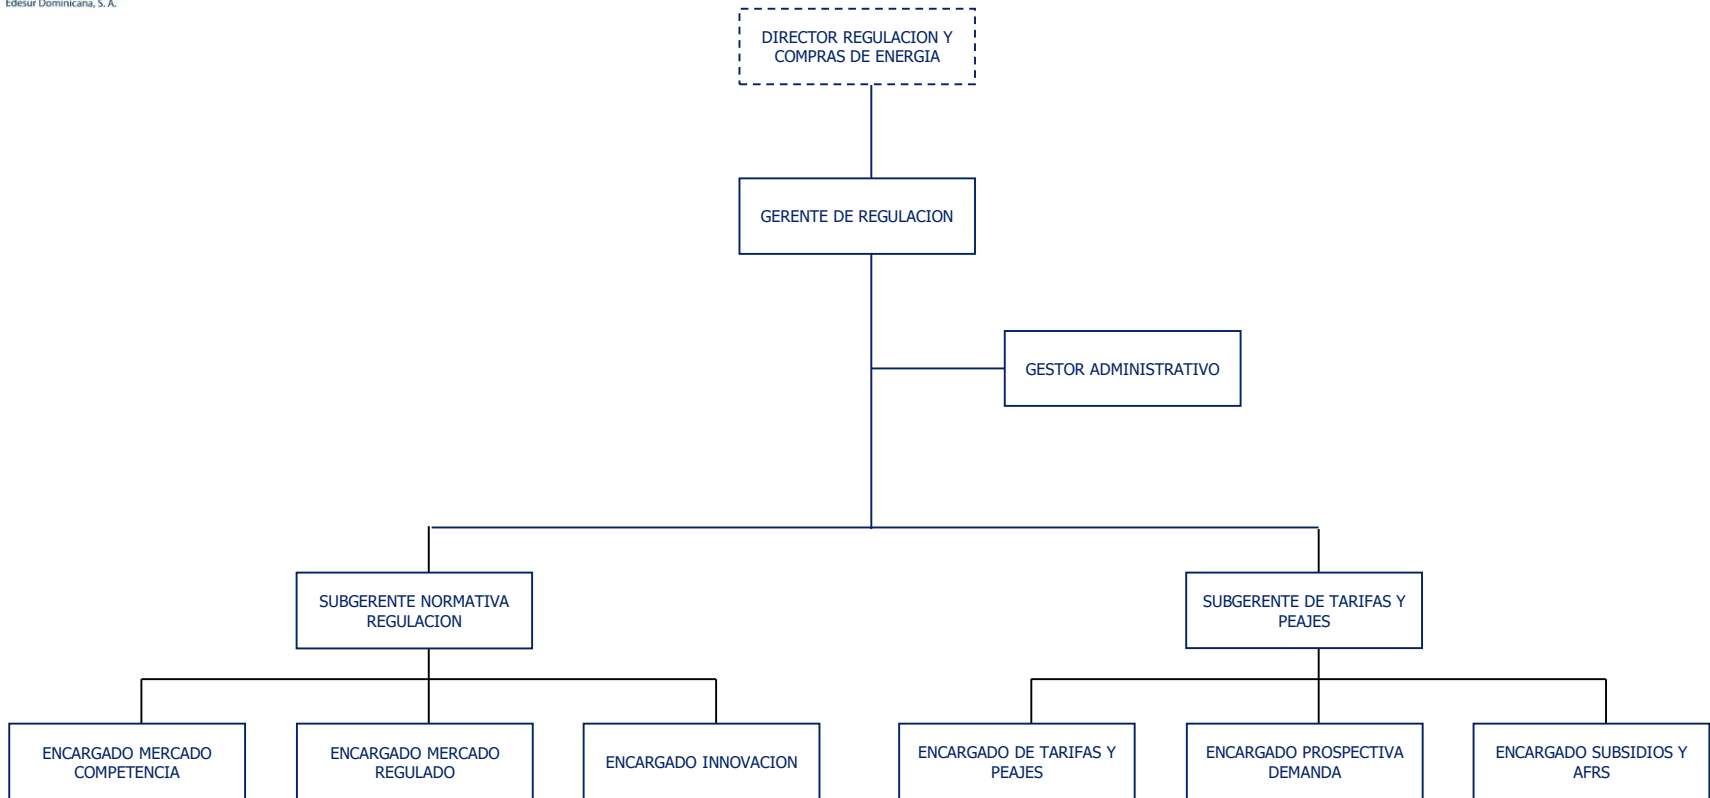 Edesur Dominicana, S. A.
DIRECTOR REGULACION Y
COMPRAS DE ENERGIA
GERENTE DE REGULACION
GESTOR ADMINISTRATIVO
SUBGERENTE NORMATIVA
REGULACION
SUBGERENTE DE TARIFAS Y
PEAJES
ENCARGADO MERCADO
COMPETENCIA
ENCARGADO MERCADO
REGULADO
ENCARGADO INNOVACION
ENCARGADO DE TARIFAS Y
PEAJES
ENCARGADO PROSPECTIVA
DEMANDA
ENCARGADO SUBSIDIOS Y
AFRS